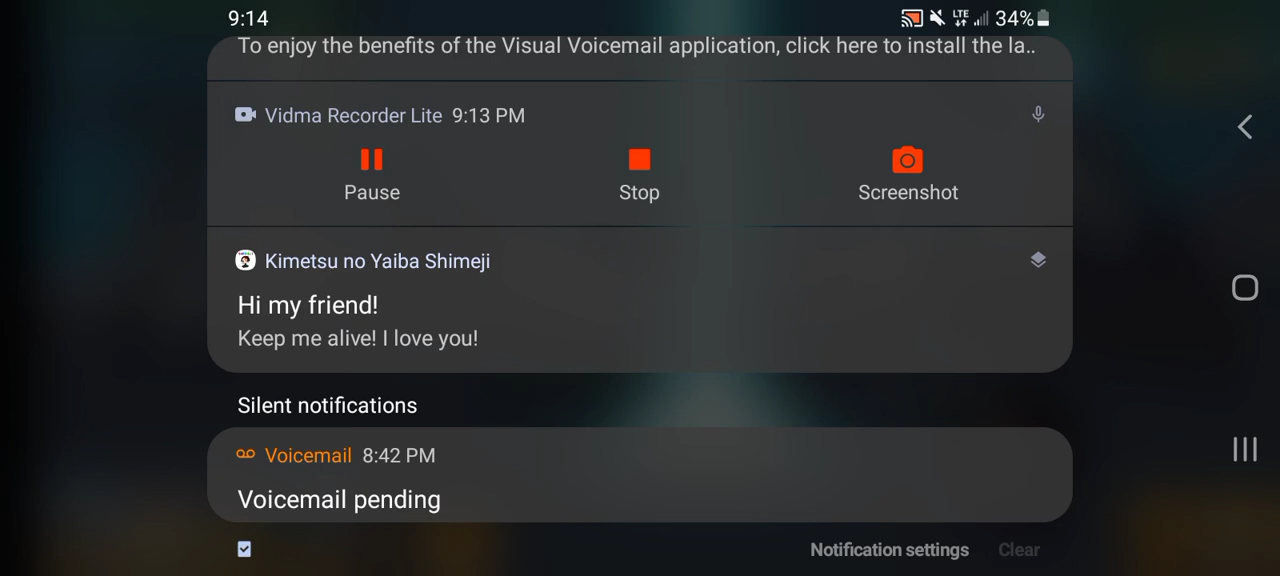 9:14
LTE
34%
To enjoy the benefits of the Visual Voicemail application, click here to install the la..
Vidma Recorder Lite 9:13 PM
Pause Stop Screenshot
Kimetsu no Yaiba Shimeji
Hi my friend!
Keep me alive! I love you!
Silent notifications
Voicemail 8:42 PM
Voicemail pending
Notification settings Clear